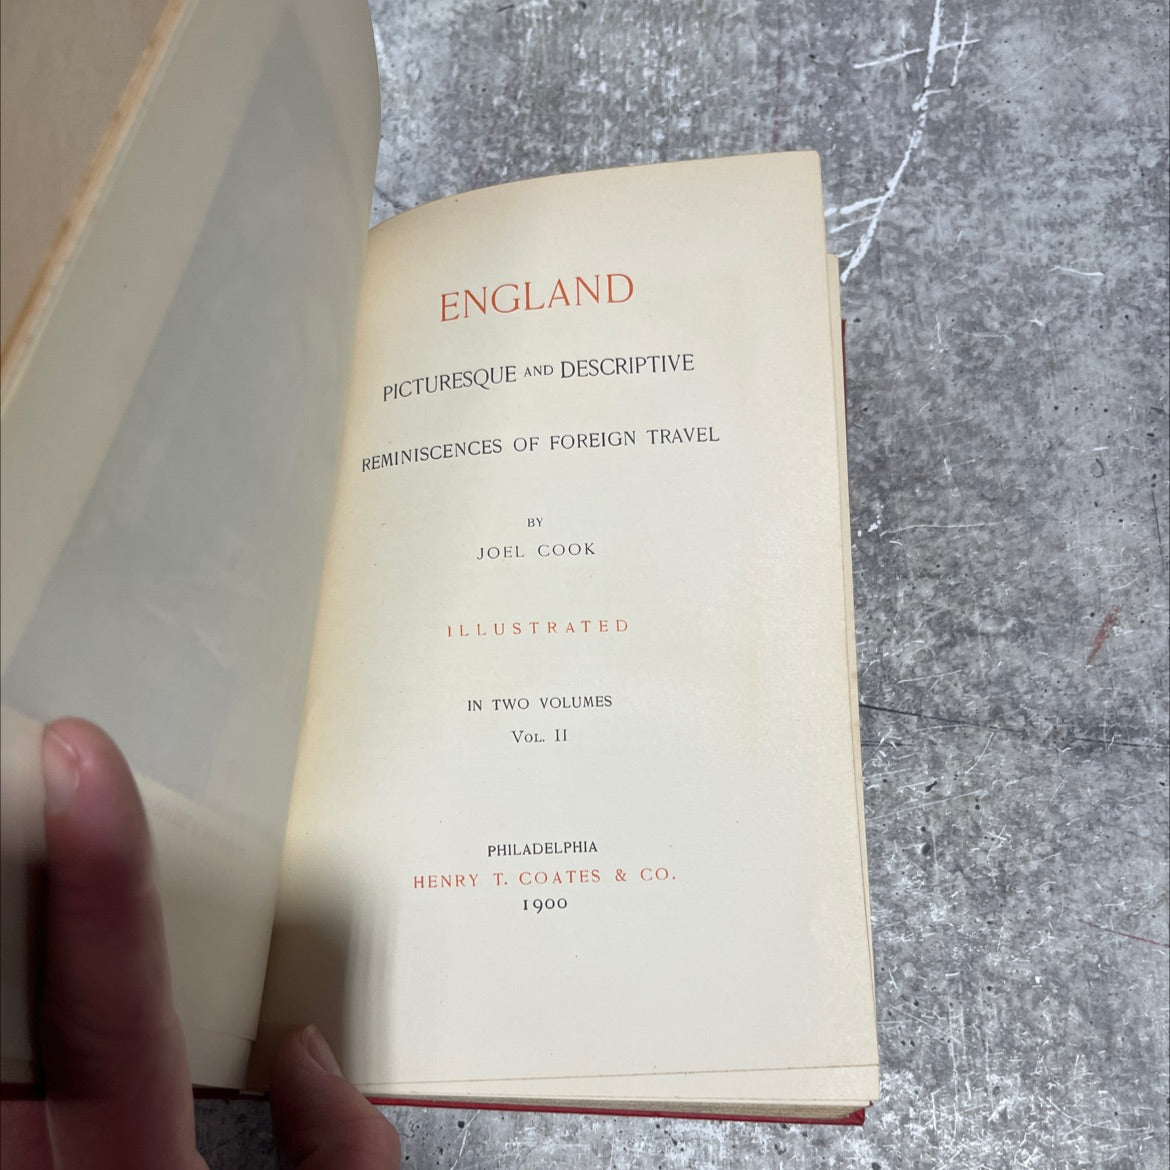 ENGLAND
PICTURESQUE AND DESCRIPTIVE
REMINISCENCES OF FOREIGN TRAVEL
BY
JOEL COOK
ILLUSTRATED
IN TWO VOLUMES
VOL. II
PHILADELPHIA
HENRY T. COATES & CO.
1900